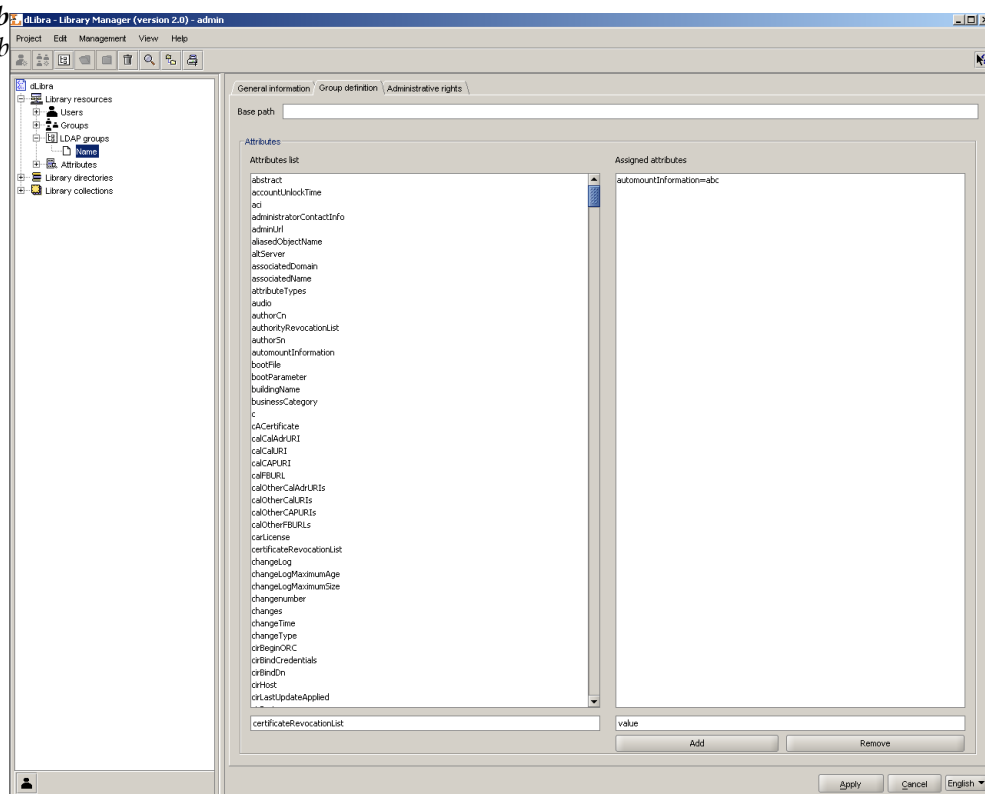 b
b
dLibra - Library Manager (version 2.0) - admin
Project Edit Management View Help
dLibra
Library resources
Users
Groups
LDAP groups
Name
Attributes
Library directories
Library collections
General information Group definition Administrative rights
Base path
Attributes
Attributes list Assigned attributes
abstract automountInformation=abc
accountUnlockTime
aci
administratorContactInfo
adminUrl
aliasedObjectName
altServer
associatedDomain
associatedName
attributeTypes
audio
authorCn
authorityRevocationList
authorSn
automountInformation
bootFile
bootParameter
buildingName
businessCategory
c
cACertificate
calCalAdrURI
calCalURI
calCAPURI
calFBURL
calOtherCalAdrURIs
calOtherCalURIs
calOtherCAPURIs
calOtherFBURLs
carLicense
certificateRevocationList
changeLog
changeLogMaximumAge
changeLogMaximumSize
changenumber
changes
changeTime
changeType
cirBeginORC
cirBindCredentials
cirBindDn
cirHost
cirLastUpdateApplied
certificateRevocationList value
Add Remove
Apply Cancel English